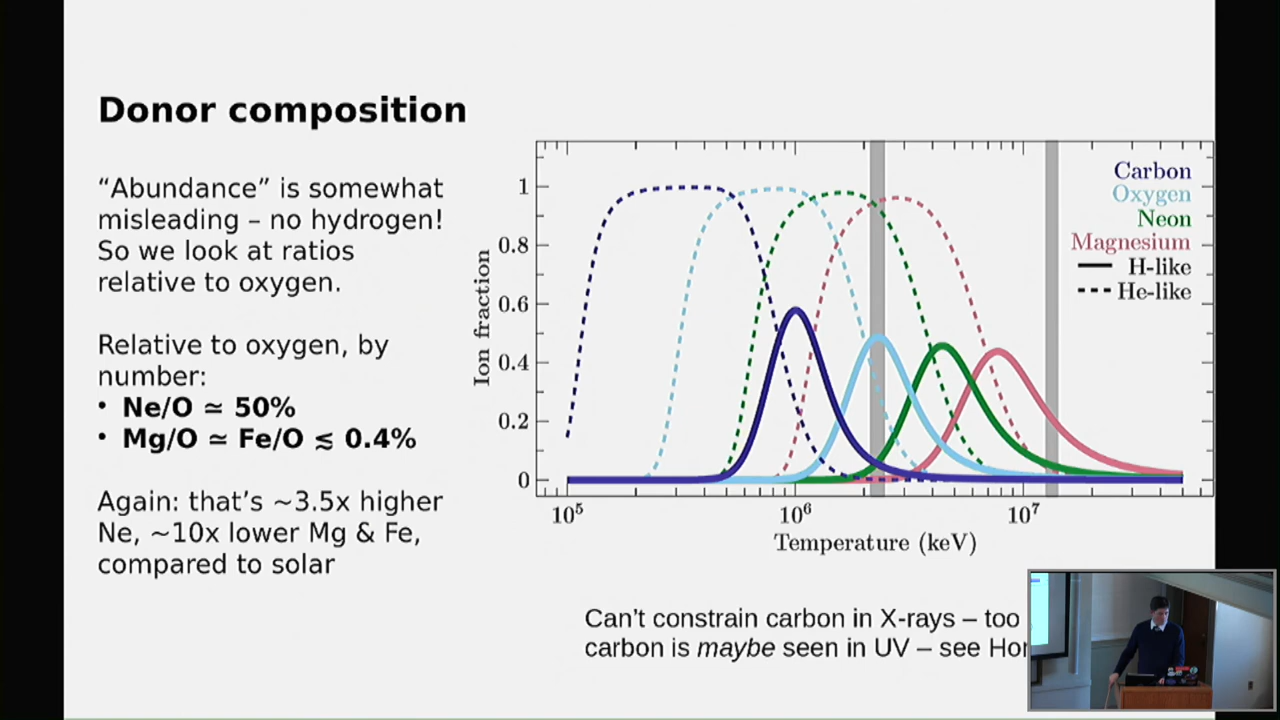 Donor composition
“Abundance” is somewhat
misleading – no hydrogen!
So we look at ratios
relative to oxygen.
Relative to oxygen, by
number:
• Ne/O ≃ 50%
• Mg/O ≃ Fe/O ≲ 0.4%
Again: that’s ~3.5x higher
Ne, ~10x lower Mg & Fe,
compared to solar
Carbon
Oxygen
Neon
Magnesium
H-like
He-like
Ion fraction
1
0.8
0.6
0.4
0.2
0
10⁵
10⁶
10⁷
Temperature (keV)
Can’t constrain carbon in X-rays – too
carbon is maybe seen in UV – see Hor